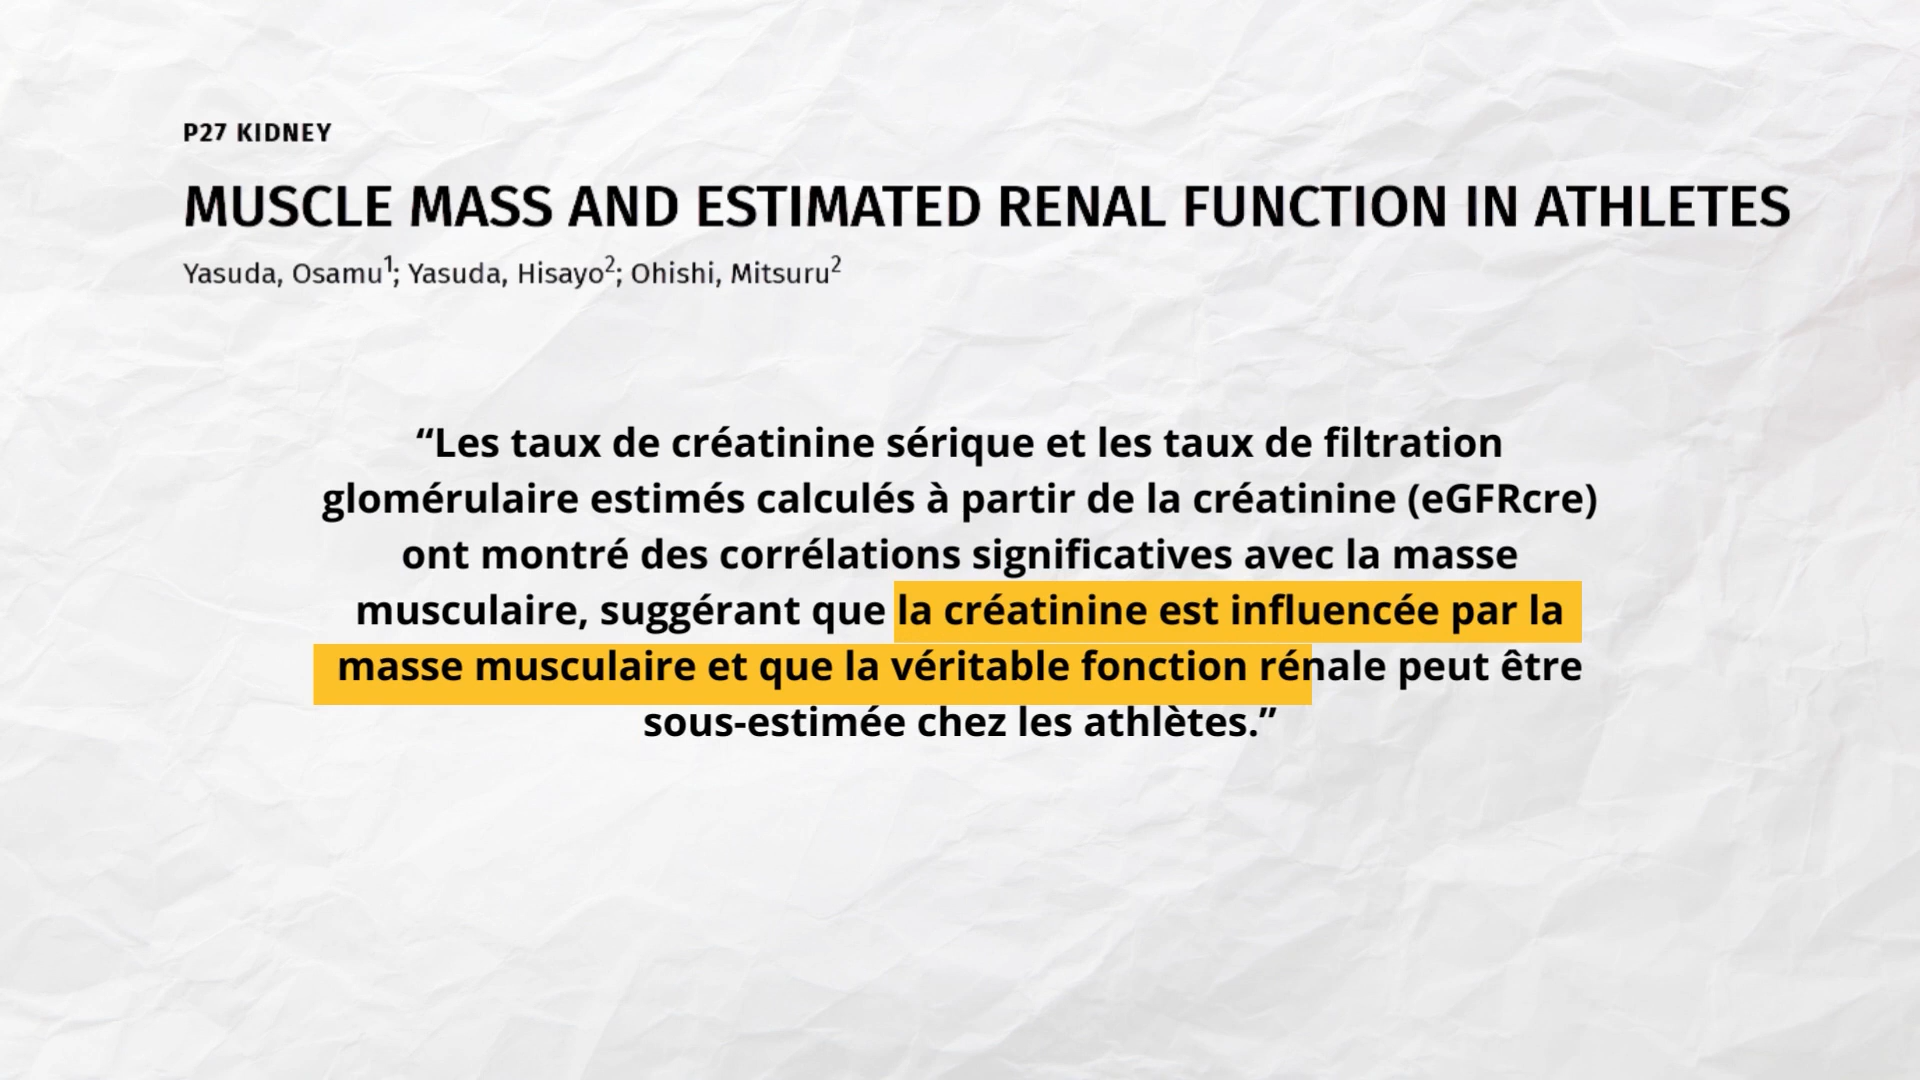 P27 KIDNEY
MUSCLE MASS AND ESTIMATED RENAL FUNCTION IN ATHLETES
Yasuda, Osamu¹; Yasuda, Hisayo²; Ohishi, Mitsuru²
“Les taux de créatinine sérique et les taux de filtration
glomérulaire estimés calculés à partir de la créatinine (eGFRcre)
ont montré des corrélations significatives avec la masse
musculaire, suggérant que la créatinine est influencée par la
masse musculaire et que la véritable fonction rénale peut être
sous-estimée chez les athlètes.”